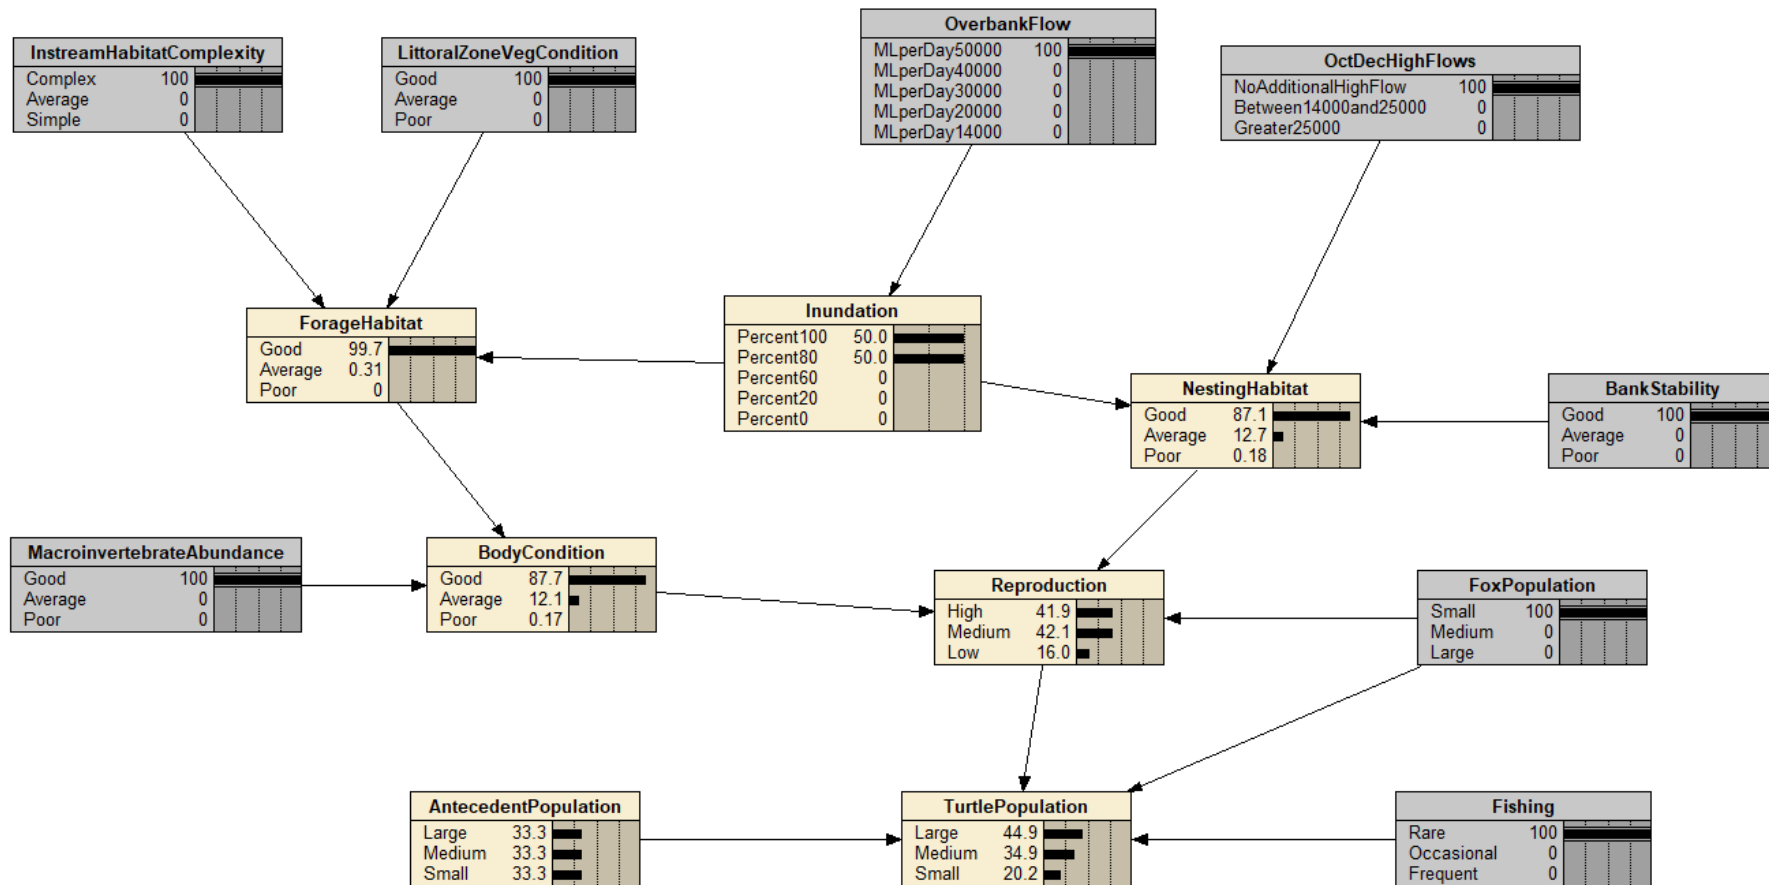 OverbankFlow
MLperDay50000 100
MLperDay40000 0
MLperDay30000 0
MLperDay20000 0
MLperDay14000 0
InstreamHabitatComplexity
Complex 100
Average 0
Simple 0
LittoralZoneVegCondition
Good 100
Average 0
Poor 0
OctDecHighFlows
NoAdditionalHighFlow 100
Between14000and25000 0
Greater25000 0
ForageHabitat
Good 99.7
Average 0.31
Poor 0
Inundation
Percent100 50.0
Percent80 50.0
Percent60 0
Percent20 0
Percent0 0
NestingHabitat
Good 87.1
Average 12.7
Poor 0.18
BankStability
Good 100
Average 0
Poor 0
MacroinvertebrateAbundance
Good 100
Average 0
Poor 0
BodyCondition
Good 87.7
Average 12.1
Poor 0.17
Reproduction
High 41.9
Medium 42.1
Low 16.0
FoxPopulation
Small 100
Medium 0
Large 0
AntecedentPopulation
Large 33.3
Medium 33.3
Small 33.3
TurtlePopulation
Large 44.9
Medium 34.9
Small 20.2
Fishing
Rare 100
Occasional 0
Frequent 0